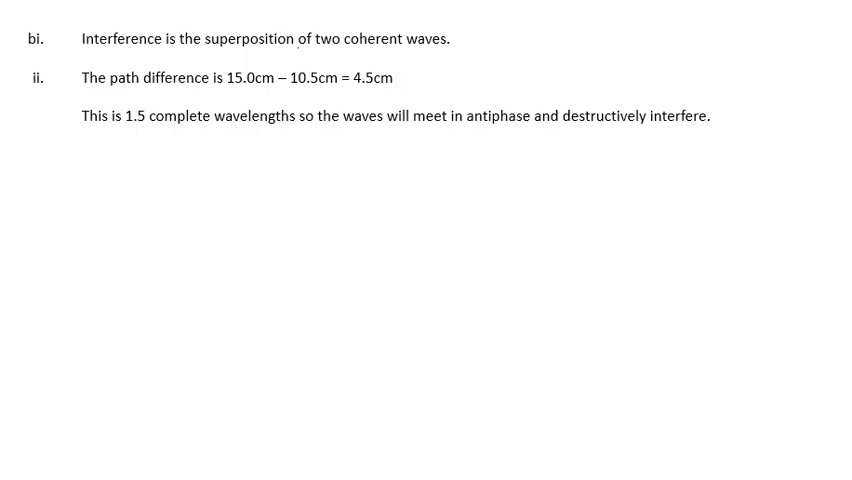 bi. Interference is the superposition of two coherent waves.
ii. The path difference is 15.0cm – 10.5cm = 4.5cm
This is 1.5 complete wavelengths so the waves will meet in antiphase and destructively interfere.